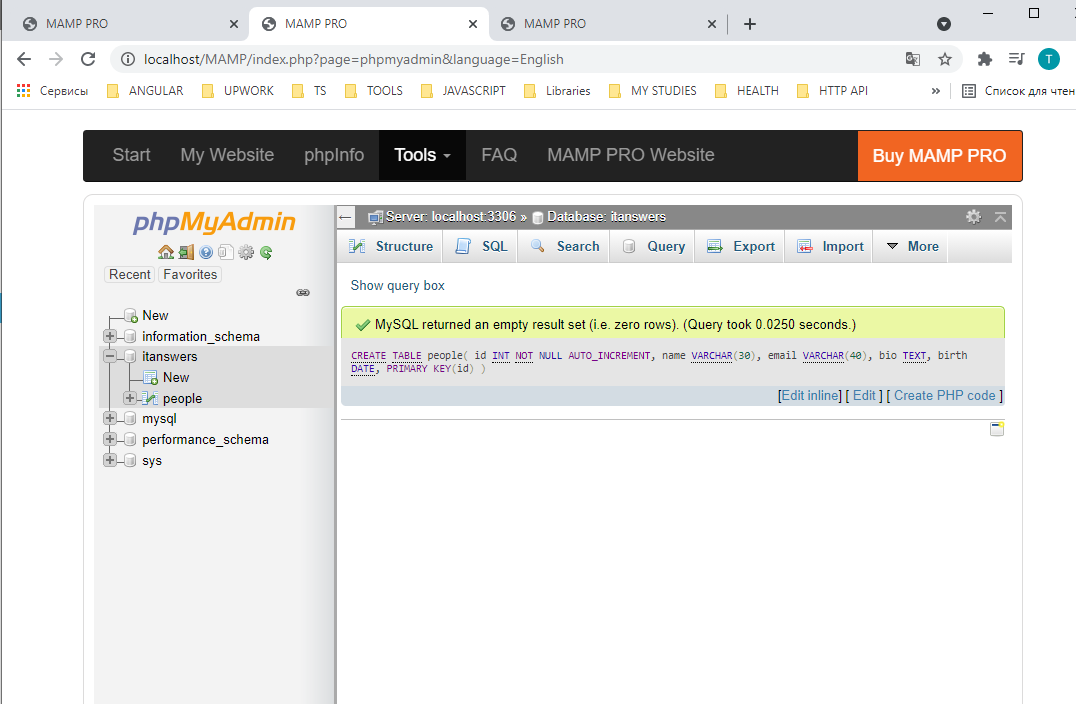 MAMP PRO
MAMP PRO
MAMP PRO
localhost/MAMP/index.php?page=phpmyadmin&language=English
T
Сервисы
ANGULAR
UPWORK
TS
TOOLS
JAVASCRIPT
Libraries
MY STUDIES
HEALTH
HTTP API
»
Список для чтен
Start
My Website
phpInfo
Tools
FAQ
MAMP PRO Website
Buy MAMP PRO
phpMyAdmin
Recent
Favorites
New
information_schema
itanswers
New
people
mysql
performance_schema
sys
Server: localhost:3306 » Database: itanswers
Structure
SQL
Search
Query
Export
Import
More
Show query box
MySQL returned an empty result set (i.e. zero rows). (Query took 0.0250 seconds.)
CREATE TABLE people( id INT NOT NULL AUTO_INCREMENT, name VARCHAR(30), email VARCHAR(40), bio TEXT, birth
DATE, PRIMARY KEY(id) )
[Edit inline] [ Edit ] [ Create PHP code ]